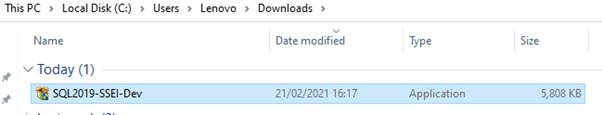 This PC > Local Disk (C:) > Users > Lenovo > Downloads >
Name Date modified Type Size
Today (1)
SQL2019-SSEI-Dev 21/02/2021 16:17 Application 5,808 KB